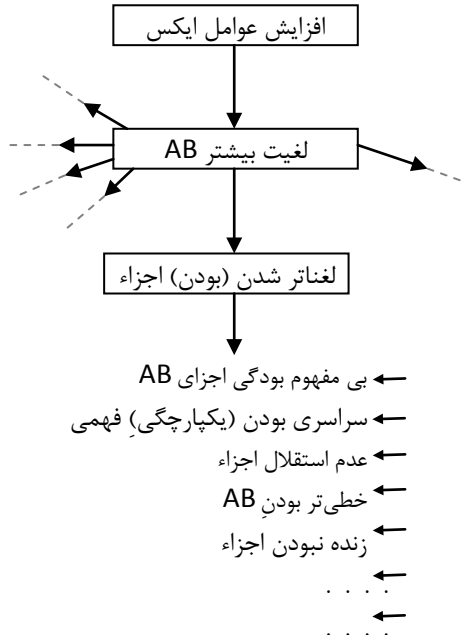 افزایش عوامل ایکس
لغیت بیشتر AB
لغناتر شدن (بودن) اجزاء
بی مفهوم بودگی اجزای AB
سراسری بودن (یکپارچگیِ) فهمی
عدم استقلال اجزاء
خطی‌تر بودنِ AB
زنده نبودن اجزاء
. . . .
. . . .